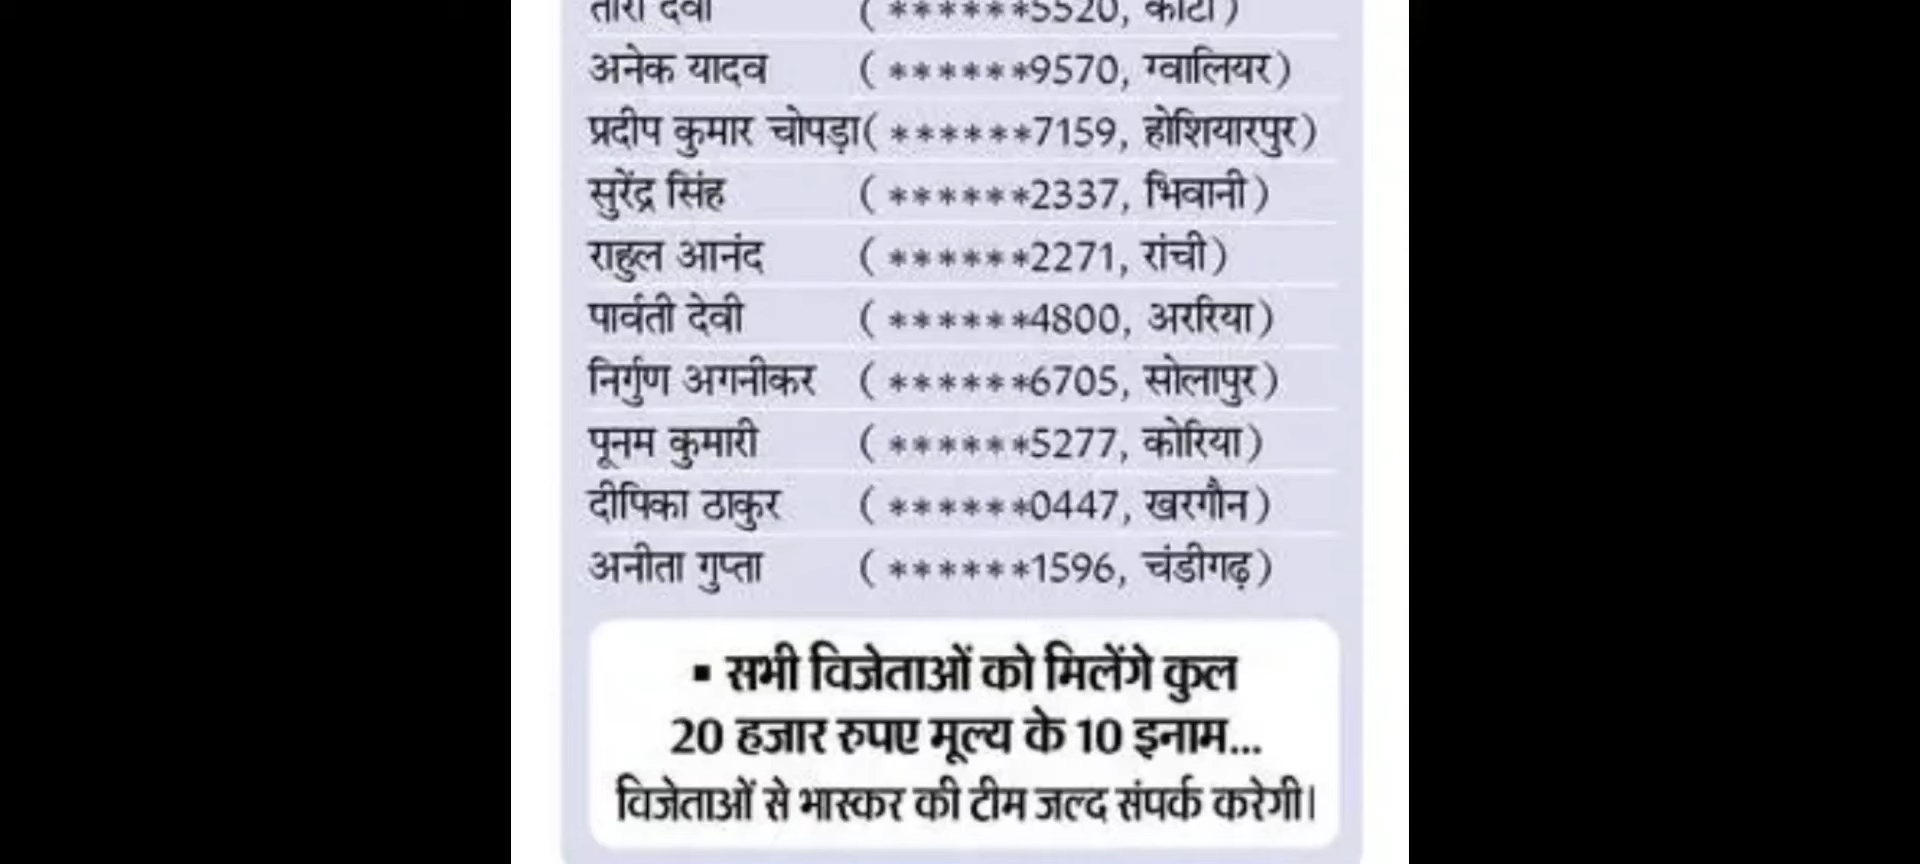 तारा देवी (******5520, कोटा)
अनेक यादव (******9570, ग्वालियर)
प्रदीप कुमार चोपड़ा(******7159, होशियारपुर)
सुरेंद्र सिंह (******2337, भिवानी)
राहुल आनंद (******2271, रांची)
पार्वती देवी (******4800, अररिया)
निर्गुण अगनीकर (******6705, सोलापुर)
पूनम कुमारी (******5277, कोरिया)
दीपिका ठाकुर (******0447, खरगौन)
अनीता गुप्ता (******1596, चंडीगढ़)
▪ सभी विजेताओं को मिलेंगे कुल
20 हजार रुपए मूल्य के 10 इनाम...
विजेताओं से भास्कर की टीम जल्द संपर्क करेगी।